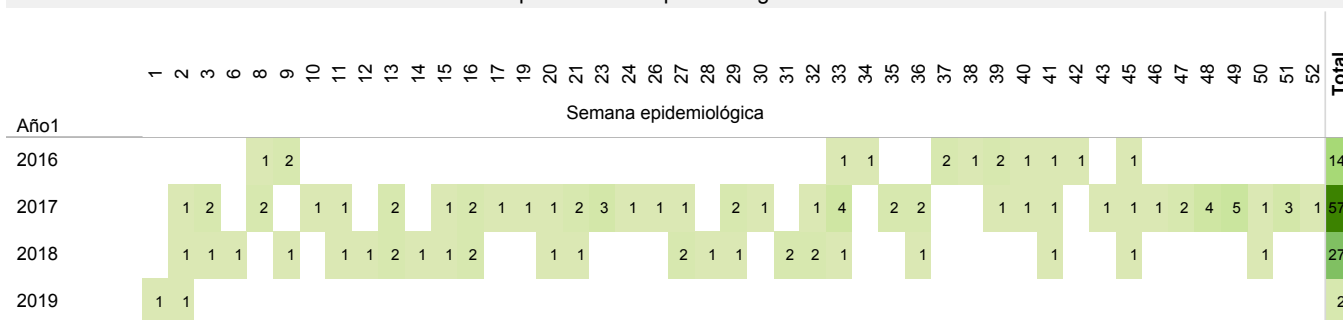 1 2 3 6 8 9 10 11 12 13 14 15 16 17 19 20 21 23 24 26 27 28 29 30 31 32 33 34 35 36 37 38 39 40 41 42 43 45 46 47 48 49 50 51 52 Total
Semana epidemiológica
Año1
2016 1 2 1 1 2 1 2 1 1 1 1 14
2017 1 2 2 1 1 2 1 2 1 1 1 2 3 1 1 1 2 1 1 4 2 2 1 1 1 1 1 1 2 4 5 1 3 1 57
2018 1 1 1 1 1 1 2 1 1 2 1 1 2 1 1 2 2 1 1 1 1 1 27
2019 1 1 2